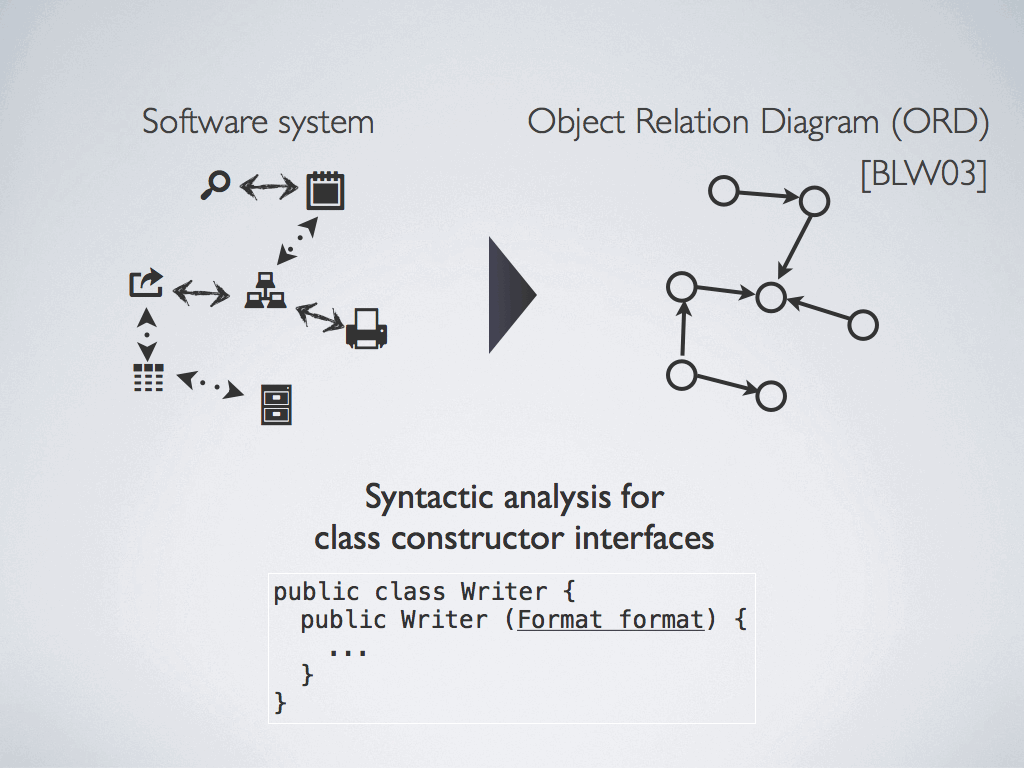 Software system
Object Relation Diagram (ORD)
[BLW03]
Syntactic analysis for
class constructor interfaces
public class Writer {
public Writer (Format format) {
...
}
}